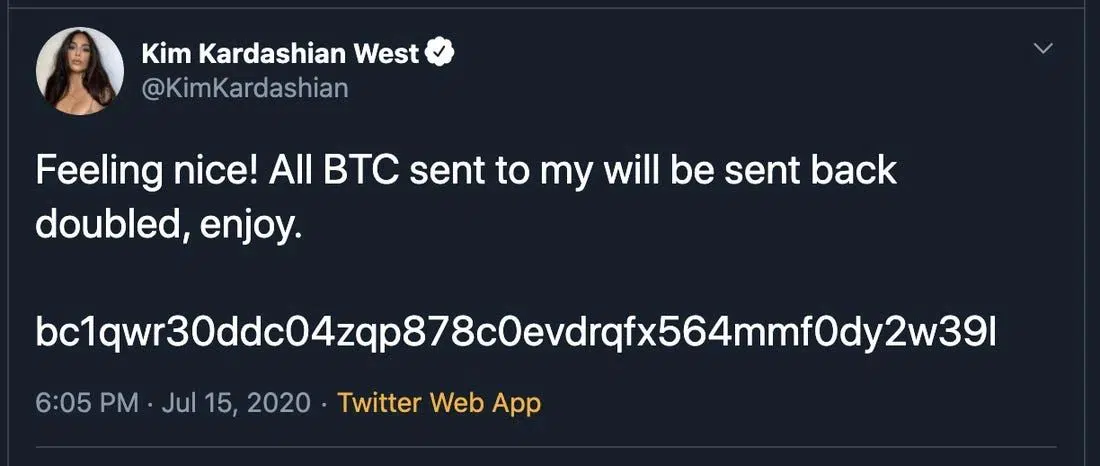 Kim Kardashian West
@KimKardashian
Feeling nice! All BTC sent to my will be sent back
doubled, enjoy.
bc1qwr30ddc04zqp878c0evdrqfx564mmf0dy2w39l
6:05 PM · Jul 15, 2020 · Twitter Web App